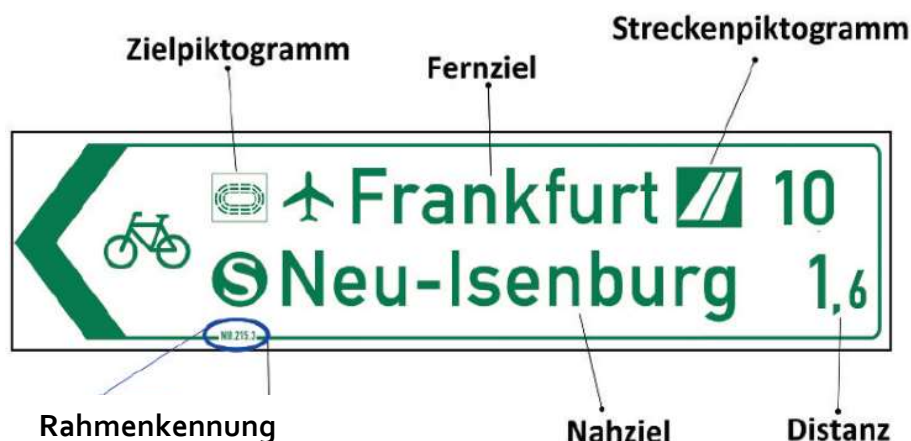 Streckenpiktogramm
Zielpiktogramm
Fernziel
Frankfurt 10
S Neu-Isenburg 1,6
Rahmenkennung
Nahziel
Distanz